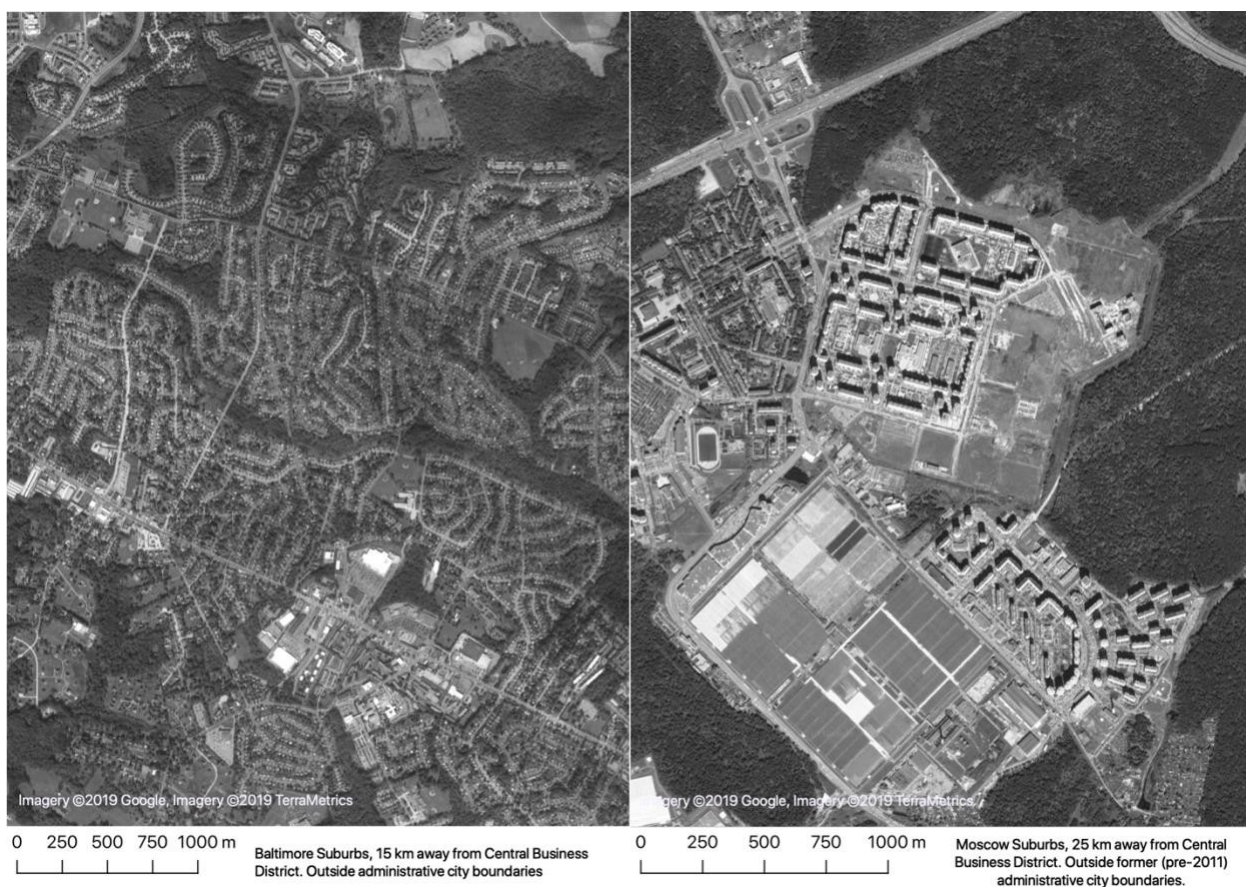 Imagery ©2019 Google, Imagery ©2019 TerraMetrics
gery ©2019 Google, Imagery ©2019 TerraMetrics
0 250 500 750 1000 m
Baltimore Suburbs, 15 km away from Central Business
District. Outside administrative city boundaries
0 250 500 750 1000 m
Moscow Suburbs, 25 km away from Central
Business District. Outside former (pre-2011)
administrative city boundaries.